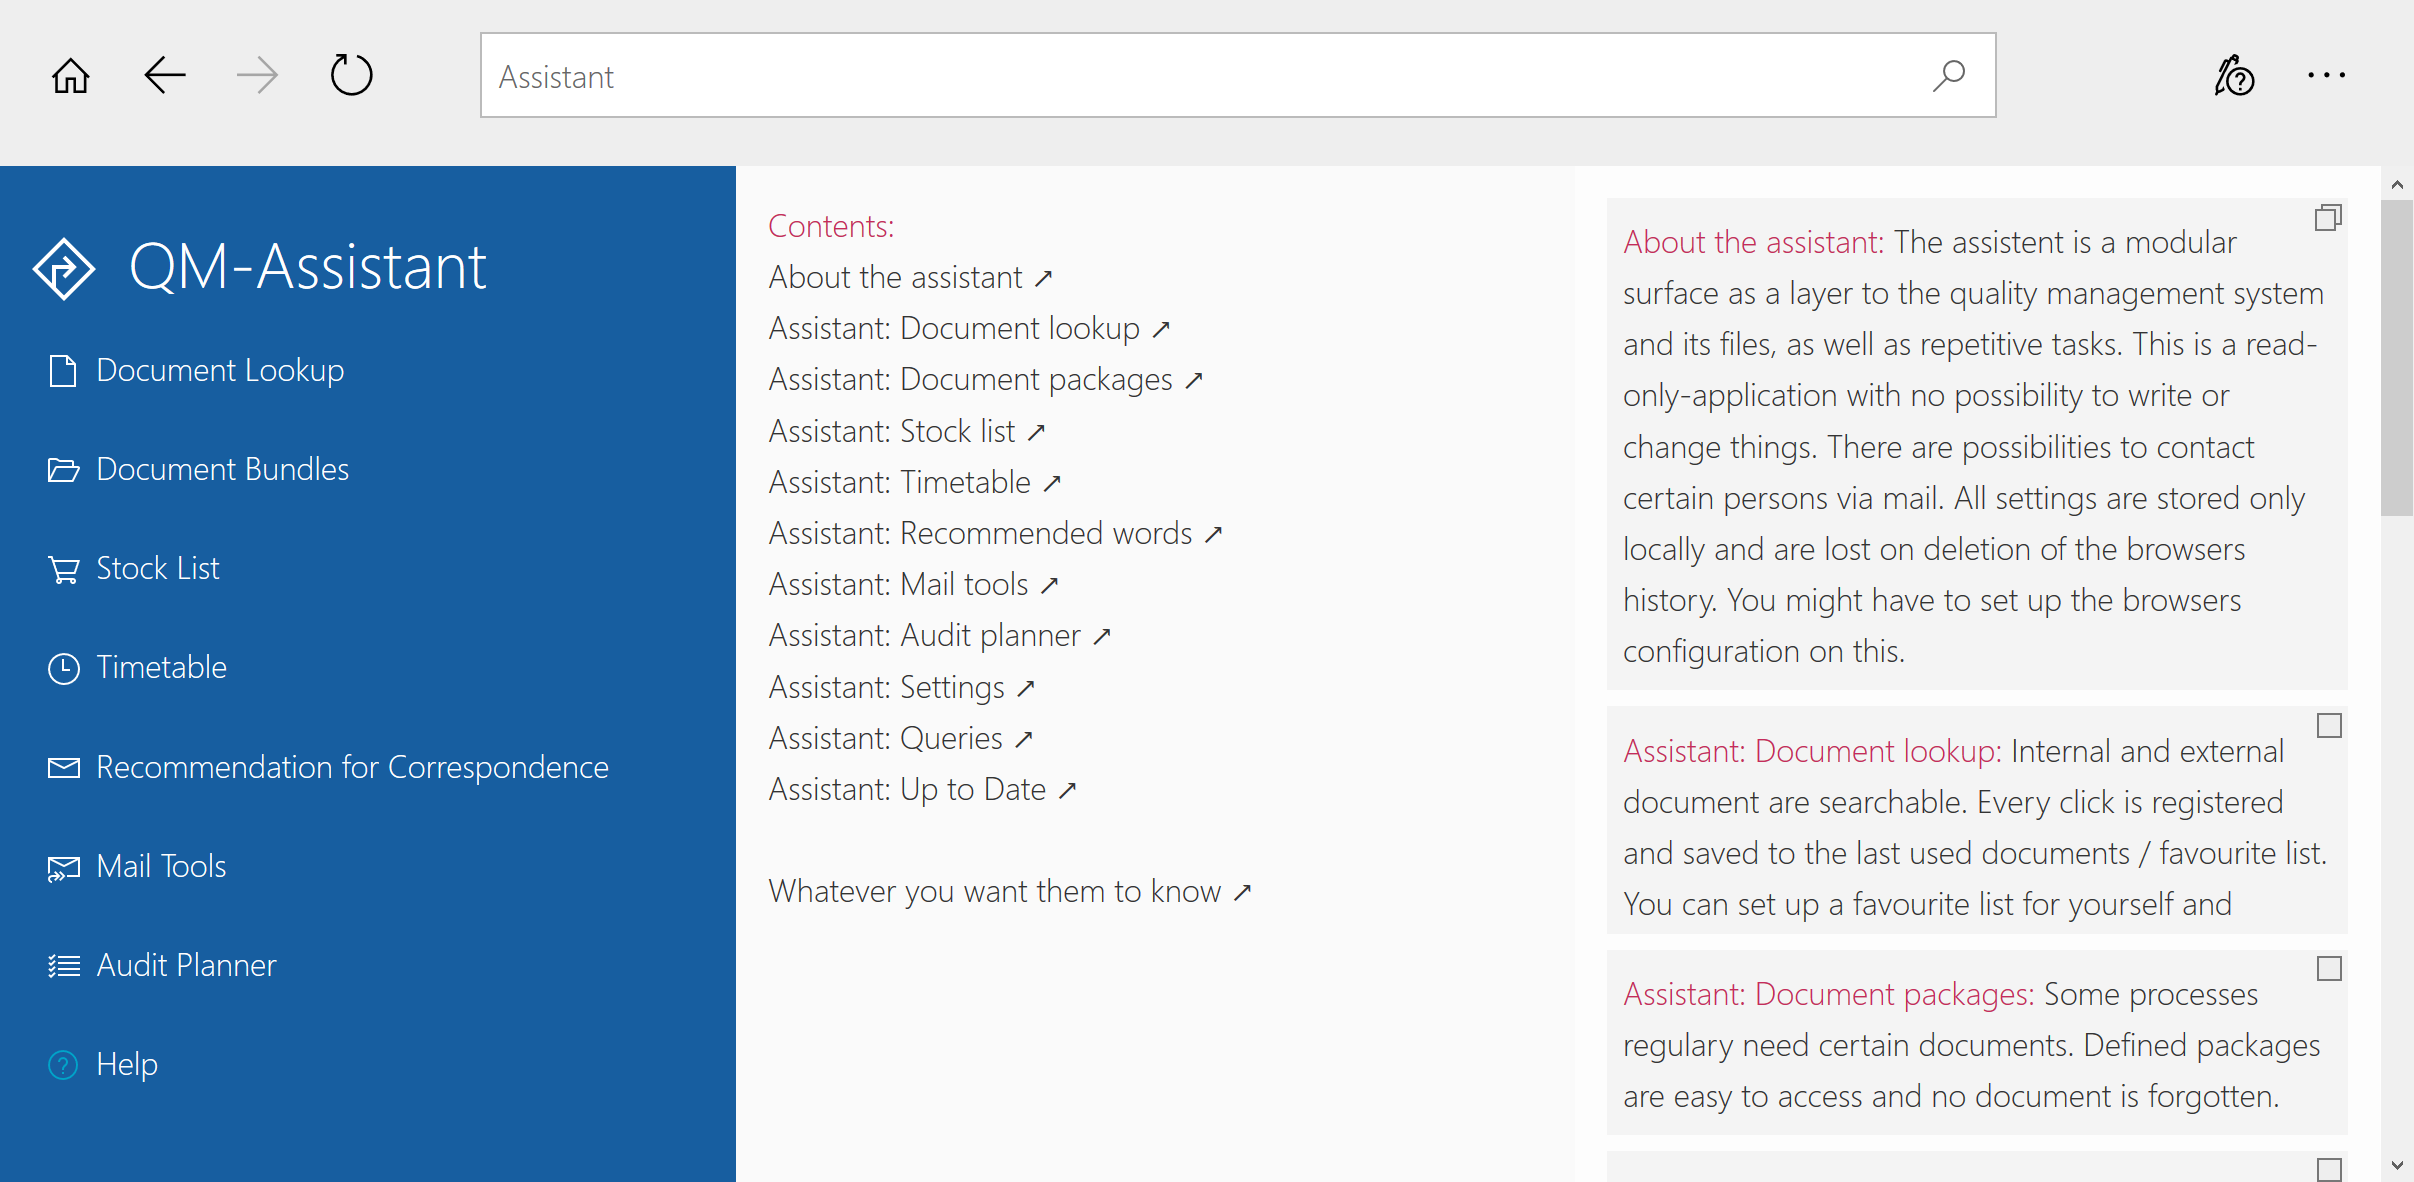 Assistant
QM-Assistant
Document Lookup
Document Bundles
Stock List
Timetable
Recommendation for Correspondence
Mail Tools
Audit Planner
Help
Contents:
About the assistant ↗
Assistant: Document lookup ↗
Assistant: Document packages ↗
Assistant: Stock list ↗
Assistant: Timetable ↗
Assistant: Recommended words ↗
Assistant: Mail tools ↗
Assistant: Audit planner ↗
Assistant: Settings ↗
Assistant: Queries ↗
Assistant: Up to Date ↗
Whatever you want them to know ↗
About the assistant: The assistent is a modular
surface as a layer to the quality management system
and its files, as well as repetitive tasks. This is a read-
only-application with no possibility to write or
change things. There are possibilities to contact
certain persons via mail. All settings are stored only
locally and are lost on deletion of the browsers
history. You might have to set up the browsers
configuration on this.
Assistant: Document lookup: Internal and external
document are searchable. Every click is registered
and saved to the last used documents / favourite list.
You can set up a favourite list for yourself and
Assistant: Document packages: Some processes
regulary need certain documents. Defined packages
are easy to access and no document is forgotten.